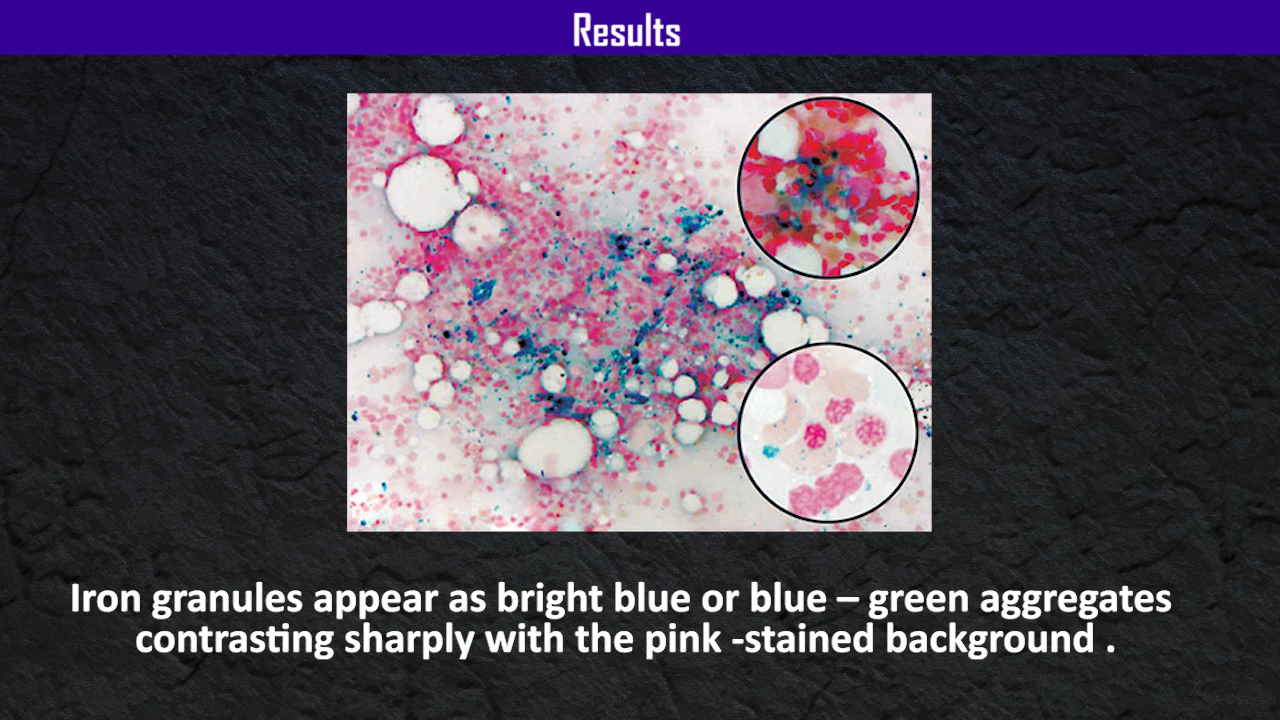 Results
Iron granules appear as bright blue or blue – green aggregates
contrasting sharply with the pink -stained background .